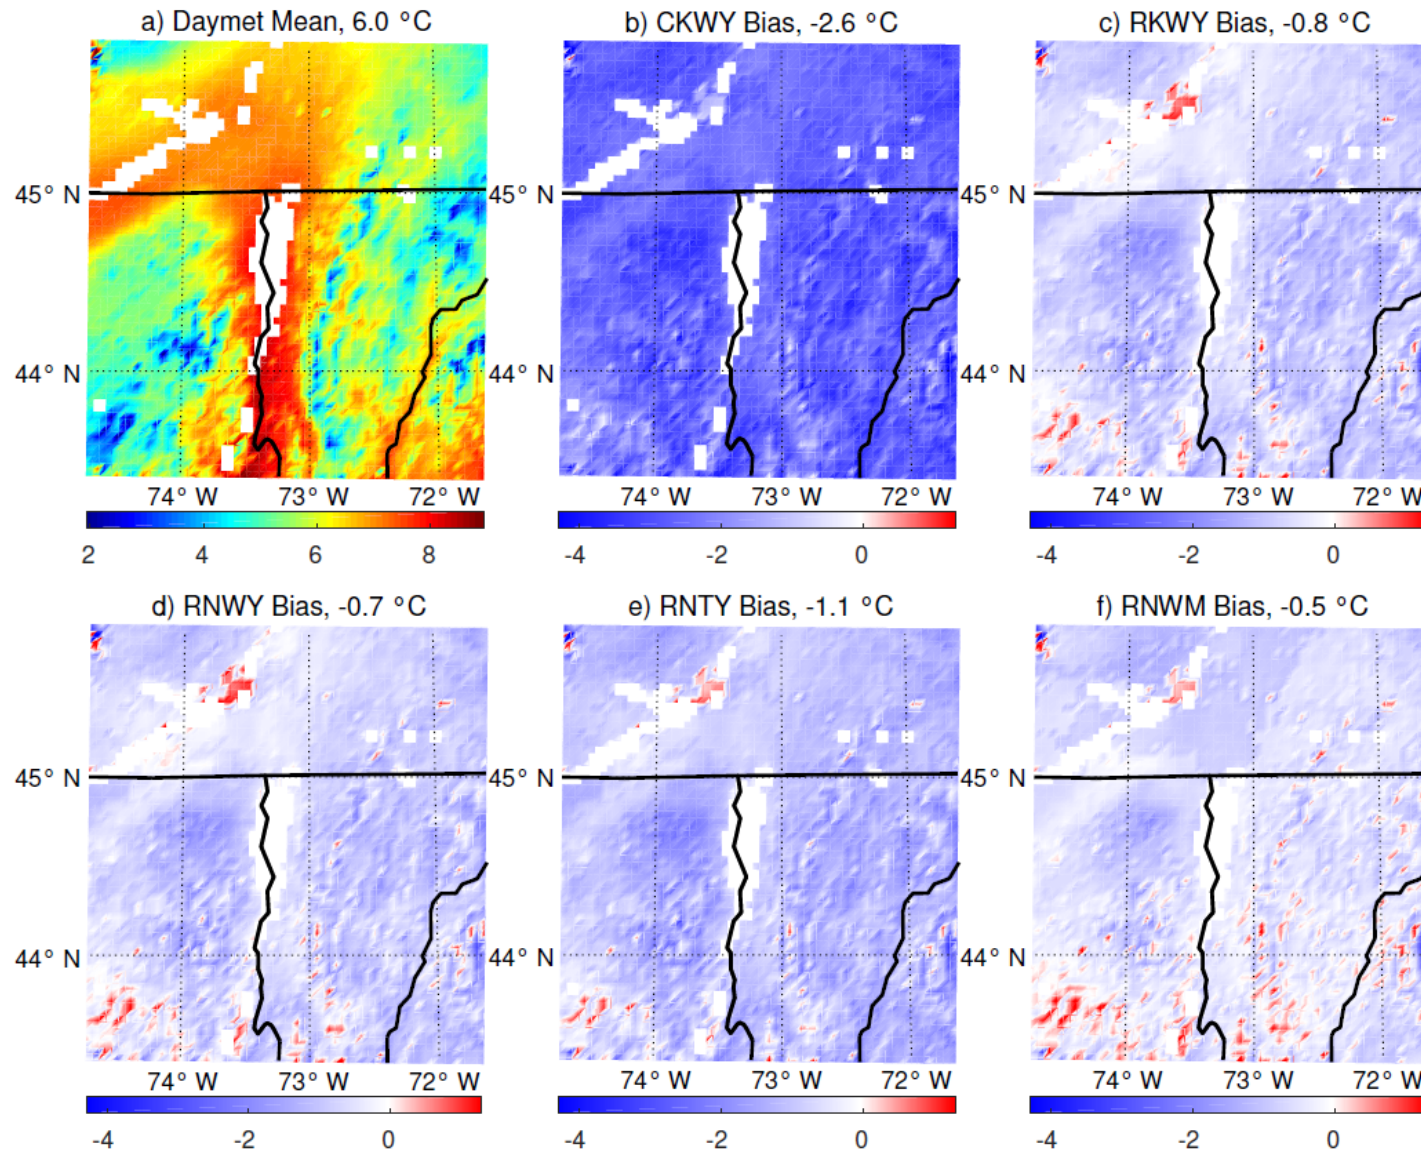 a) Daymet Mean, 6.0 °C
b) CKWY Bias, -2.6 °C
c) RKWY Bias, -0.8 °C
45° N
45° N
45° N
44° N
44° N
44° N
74° W
73° W
72° W
74° W
73° W
72° W
74° W
73° W
72° W
2
4
6
8
-4
-2
0
-4
-2
0
d) RNWY Bias, -0.7 °C
e) RNTY Bias, -1.1 °C
f) RNWM Bias, -0.5 °C
45° N
45° N
45° N
44° N
44° N
44° N
74° W
73° W
72° W
74° W
73° W
72° W
74° W
73° W
72° W
-4
-2
0
-4
-2
0
-4
-2
0